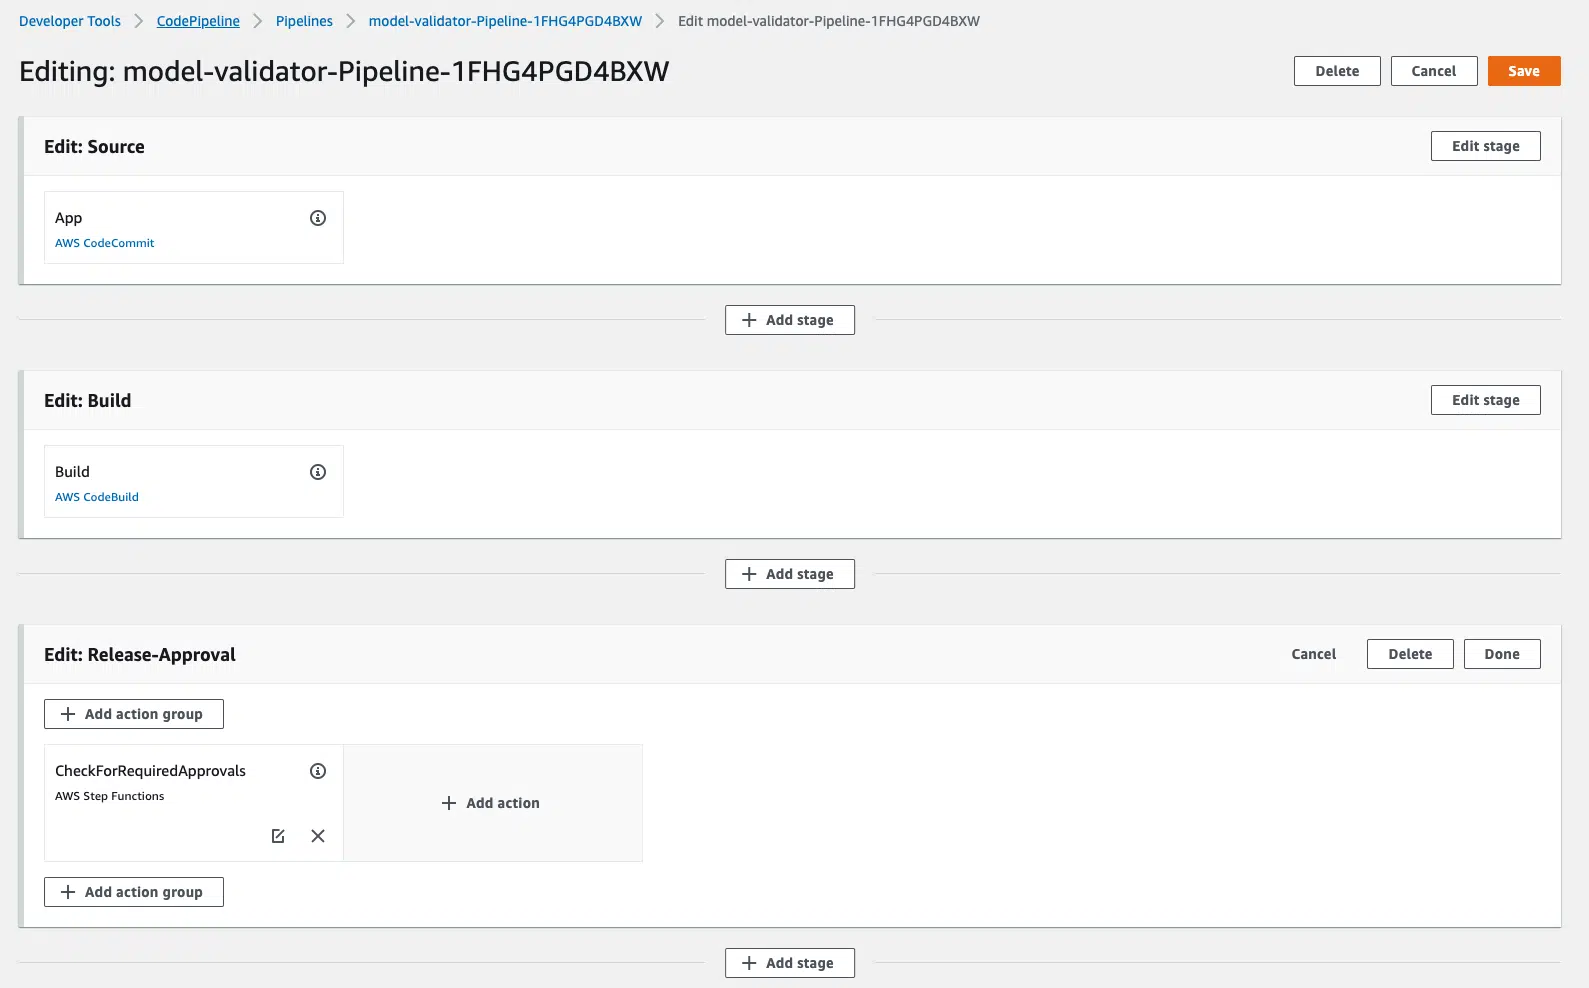 Developer Tools > CodePipeline > Pipelines > model-validator-Pipeline-1FHG4PGD4BXW > Edit model-validator-Pipeline-1FHG4PGD4BXW
Editing: model-validator-Pipeline-1FHG4PGD4BXW
Delete Cancel Save
Edit: Source
Edit stage
App
AWS CodeCommit
+ Add stage
Edit: Build
Edit stage
Build
AWS CodeBuild
+ Add stage
Edit: Release-Approval
Cancel Delete Done
+ Add action group
CheckForRequiredApprovals
AWS Step Functions
+ Add action
+ Add action group
+ Add stage